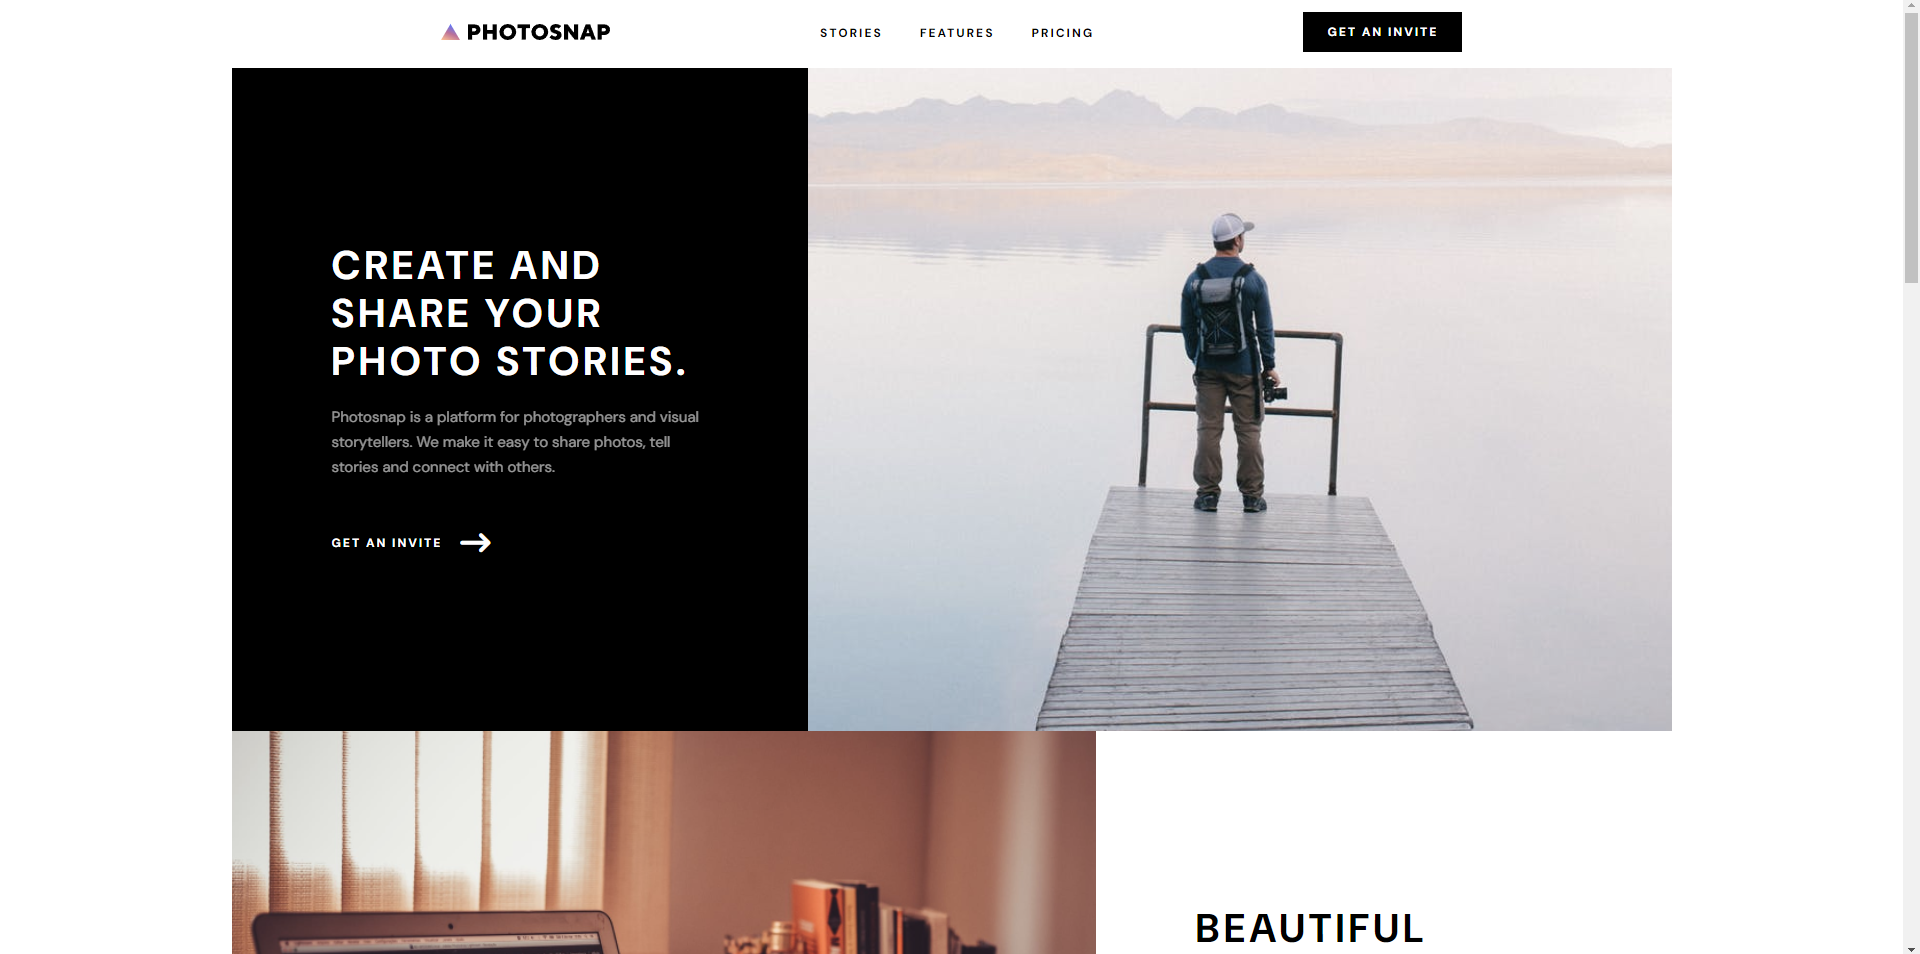 PHOTOSNAP
STORIES FEATURES PRICING
GET AN INVITE
CREATE AND
SHARE YOUR
PHOTO STORIES.
Photosnap is a platform for photographers and visual
storytellers. We make it easy to share photos, tell
stories and connect with others.
GET AN INVITE
BEAUTIFUL